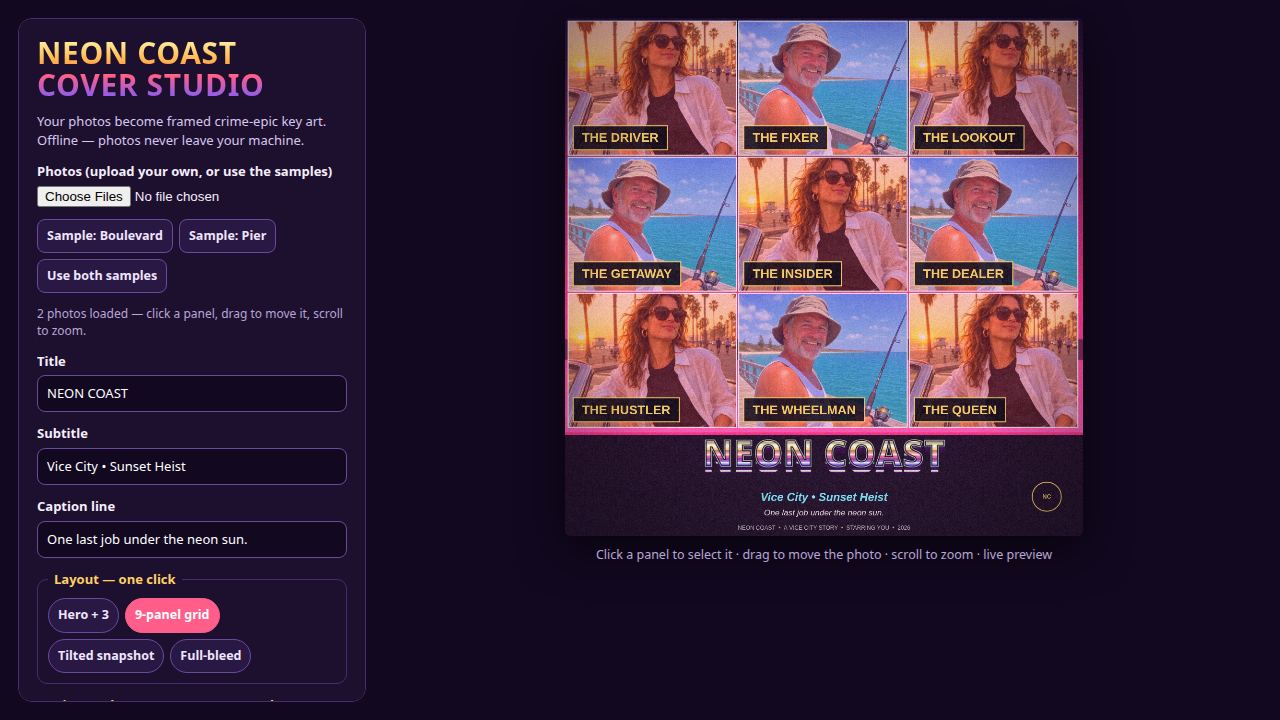 NEON COAST
COVER STUDIO
Your photos become framed crime-epic key art.
Offline — photos never leave your machine.
Photos (upload your own, or use the samples)
Choose Files No file chosen
Sample: Boulevard Sample: Pier
Use both samples
2 photos loaded — click a panel, drag to move it, scroll
to zoom.
Title
NEON COAST
Subtitle
Vice City • Sunset Heist
Caption line
One last job under the neon sun.
Layout — one click
Hero + 3 9-panel grid
Tilted snapshot Full-bleed
THE DRIVER THE FIXER THE LOOKOUT
THE GETAWAY THE INSIDER THE DEALER
THE HUSTLER THE WHEELMAN THE QUEEN
NEON COAST
Vice City • Sunset Heist
NC
One last job under the neon sun.
NEON COAST • A VICE CITY STORY • STARRING YOU • 2026
Click a panel to select it · drag to move the photo · scroll to zoom · live preview